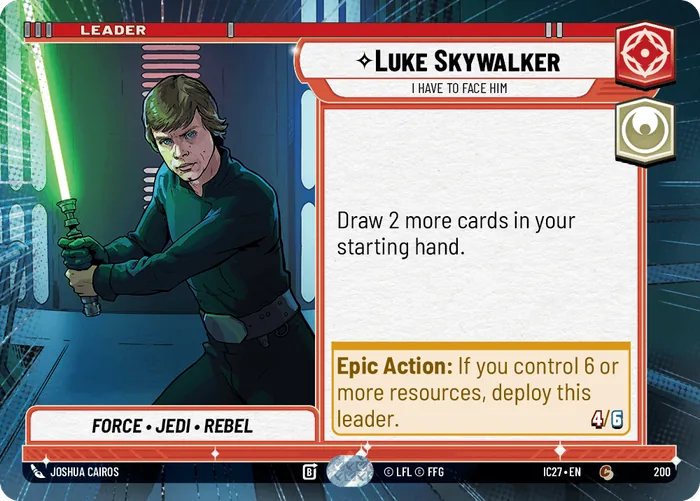 LEADER
✧LUKE SKYWALKER
I HAVE TO FACE HIM
Draw 2 more cards in your
starting hand.
Epic Action: If you control 6 or
more resources, deploy this
leader.
4/6
FORCE • JEDI • REBEL
JOSHUA CAIROS
B
© LFL © FFG
IC27 • EN
C
200